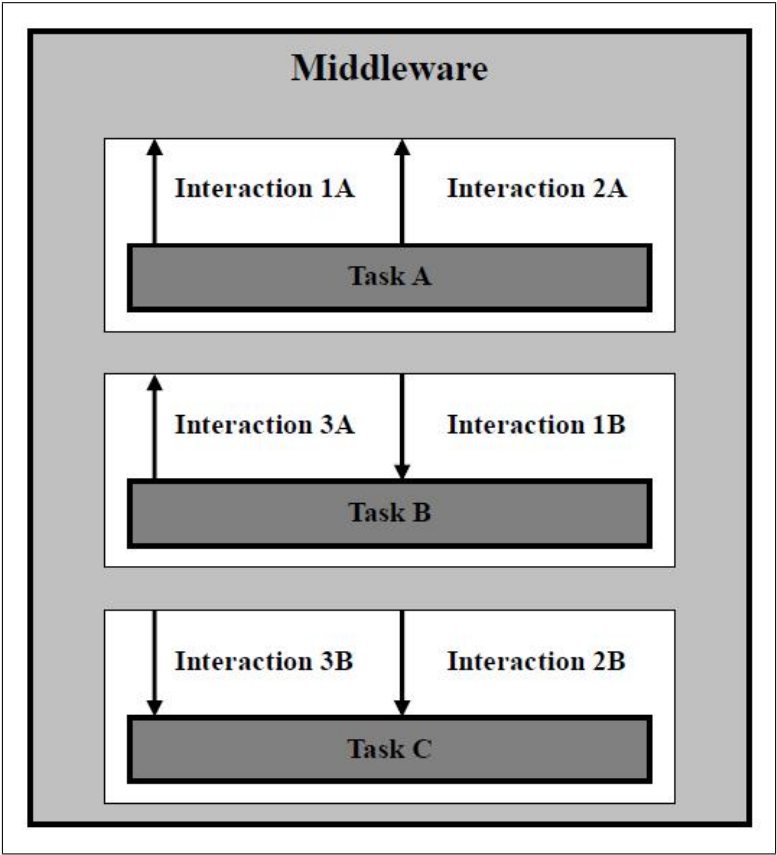 Middleware
Interaction 1A
Interaction 2A
Task A
Interaction 3A
Interaction 1B
Task B
Interaction 3B
Interaction 2B
Task C